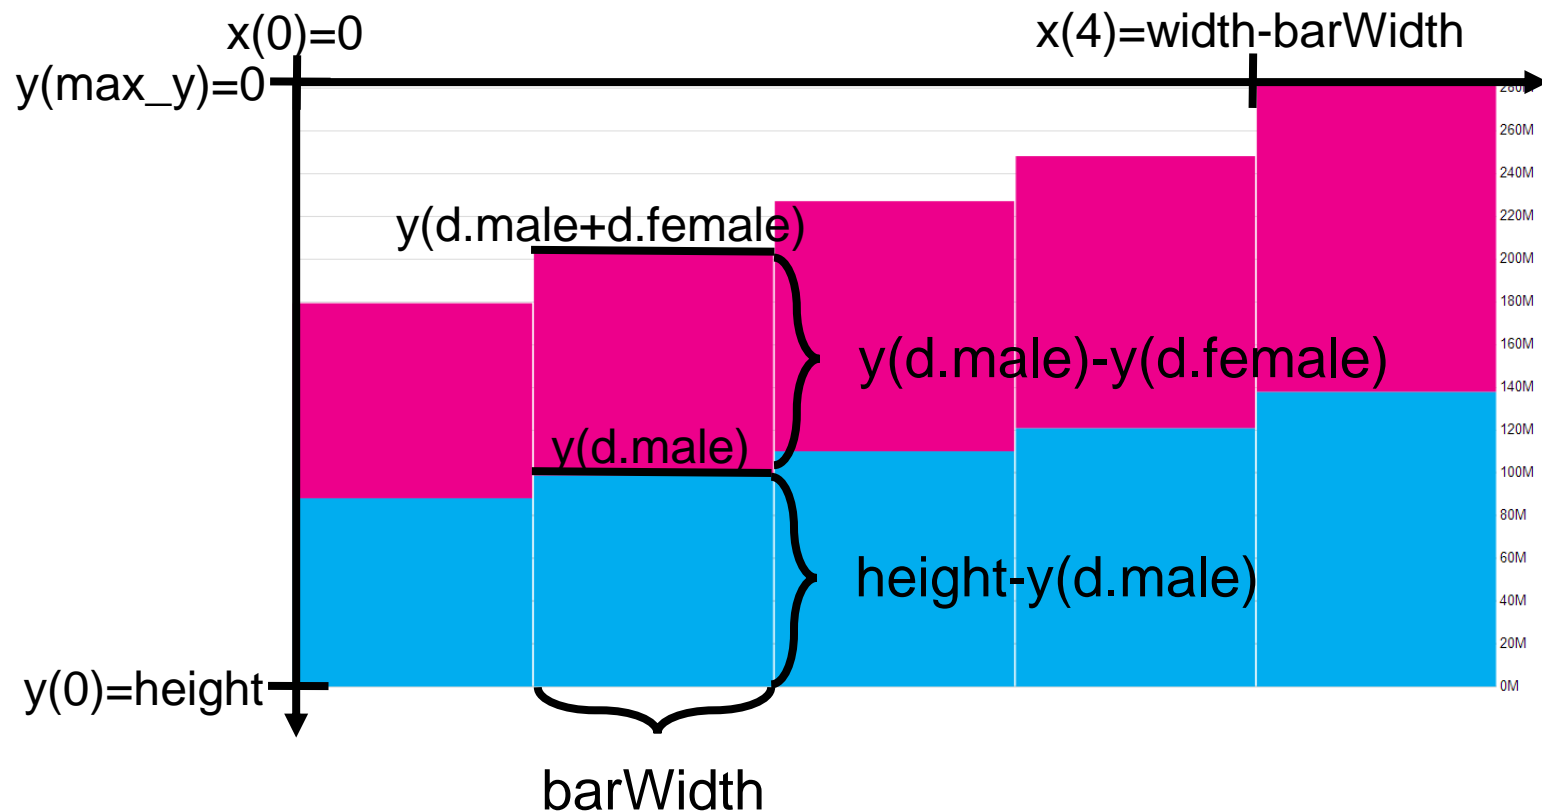 x(0)=0
x(4)=width-barWidth
y(max_y)=0
280M
260M
240M
220M
y(d.male+d.female)
200M
180M
160M
y(d.male)-y(d.female)
140M
120M
y(d.male)
100M
80M
60M
height-y(d.male)
40M
20M
y(0)=height
0M
barWidth